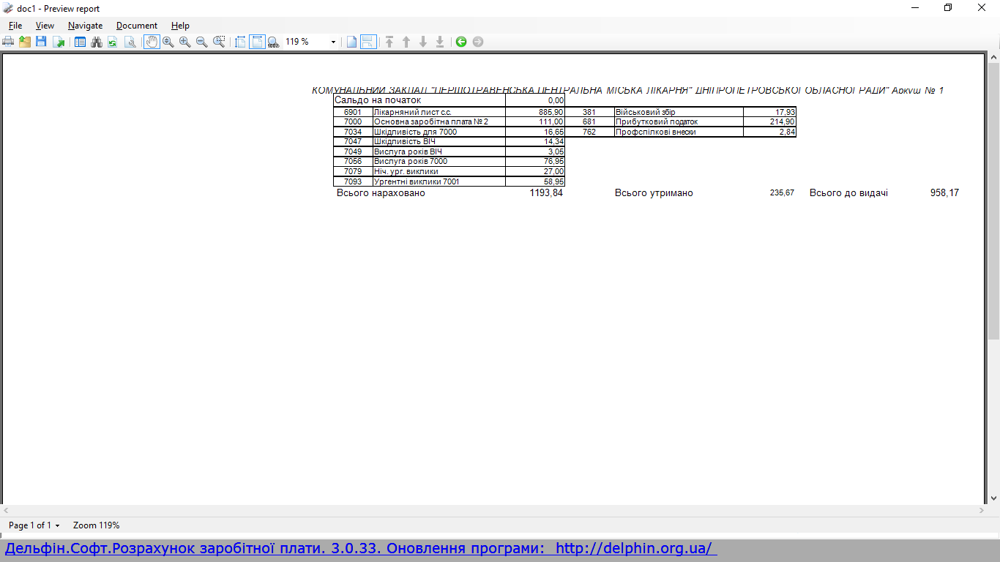 doc1 - Preview report
File View Navigate Document Help
100% 119 %
КОМУНАЛЬНИЙ ЗАКЛАД "ПЕРШОТРАВЕНСЬКА ЦЕНТРАЛЬНА МІСЬКА ЛІКАРНЯ" ДНІПРОПЕТРОВСЬКОЇ ОБЛАСНОЇ РАДИ" Аркуш № 1
Сальдо на початок 0,00
6901 Лікарняний лист с.с. 885,90 381 Військовий збір 17,93
7000 Основна заробітна плата № 2 111,00 681 Прибутковий податок 214,90
7034 Шкідливість для 7000 16,65 762 Профспілкові внески 2,84
7047 Шкідливість ВІЧ 14,34
7049 Вислуга років ВІЧ 3,05
7056 Вислуга років 7000 76,95
7079 Ніч. ург. виклики 27,00
7093 Ургентні виклики 7001 58,95
Всього нараховано 1193,84 Всього утримано 235,67 Всього до видачі 958,17
Page 1 of 1 Zoom 119%
Дельфін.Софт.Розрахунок заробітної плати. 3.0.33. Оновлення програми: http://delphin.org.ua/